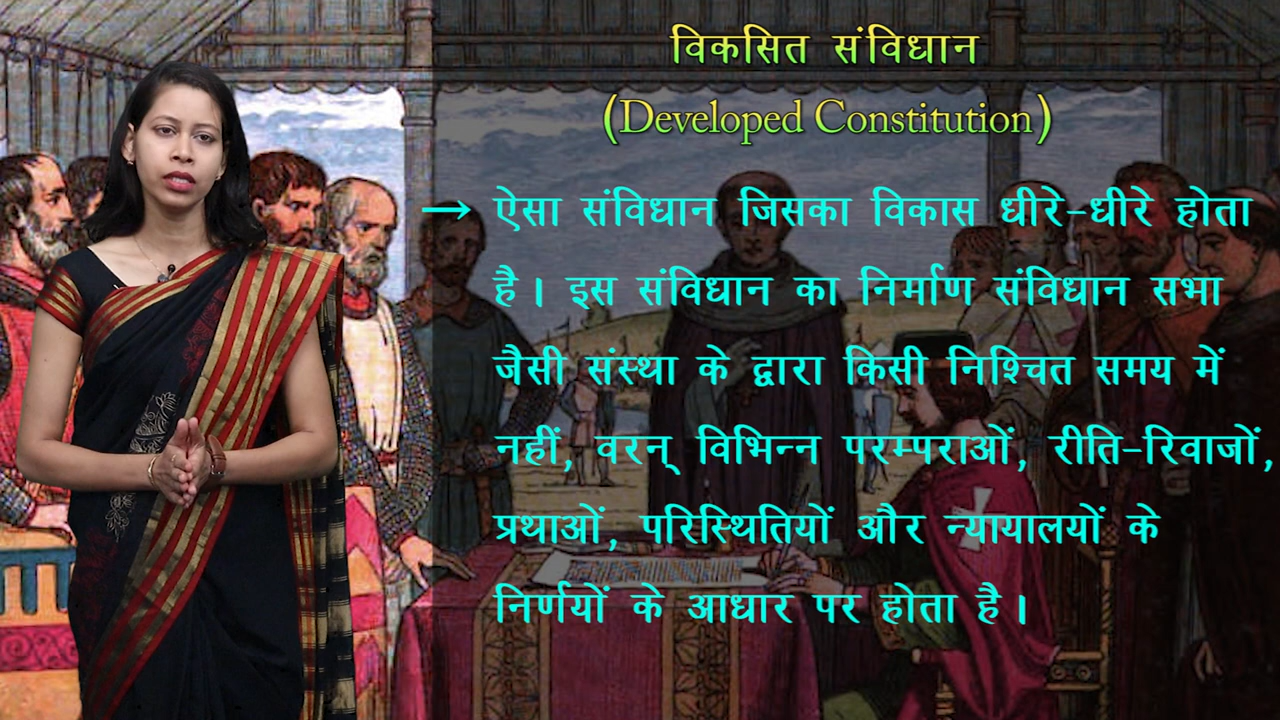 विकसित संविधान
(Developed Constitution)
→ ऐसा संविधान जिसका विकास धीरे-धीरे होता
है। इस संविधान का निर्माण संविधान सभा
जैसी संस्था के द्वारा किसी निश्चित समय में
नहीं, वरन् विभिन्न परम्पराओं, रीति-रिवाजों,
प्रथाओं, परिस्थितियों और न्यायालयों के
निर्णयों के आधार पर होता है।